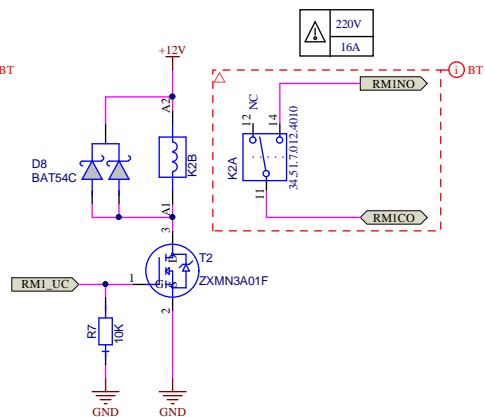 220V
16A
BT
BT
+12V
RM1NO
A2
12
NC
14
K2B
K2A
34.51.7.012.4010
D8
BAT54C
11
A1
RM1CO
3
D
T2
ZXMN3A01F
RM1_UC
1
G
S
2
R7
10K
GND
GND